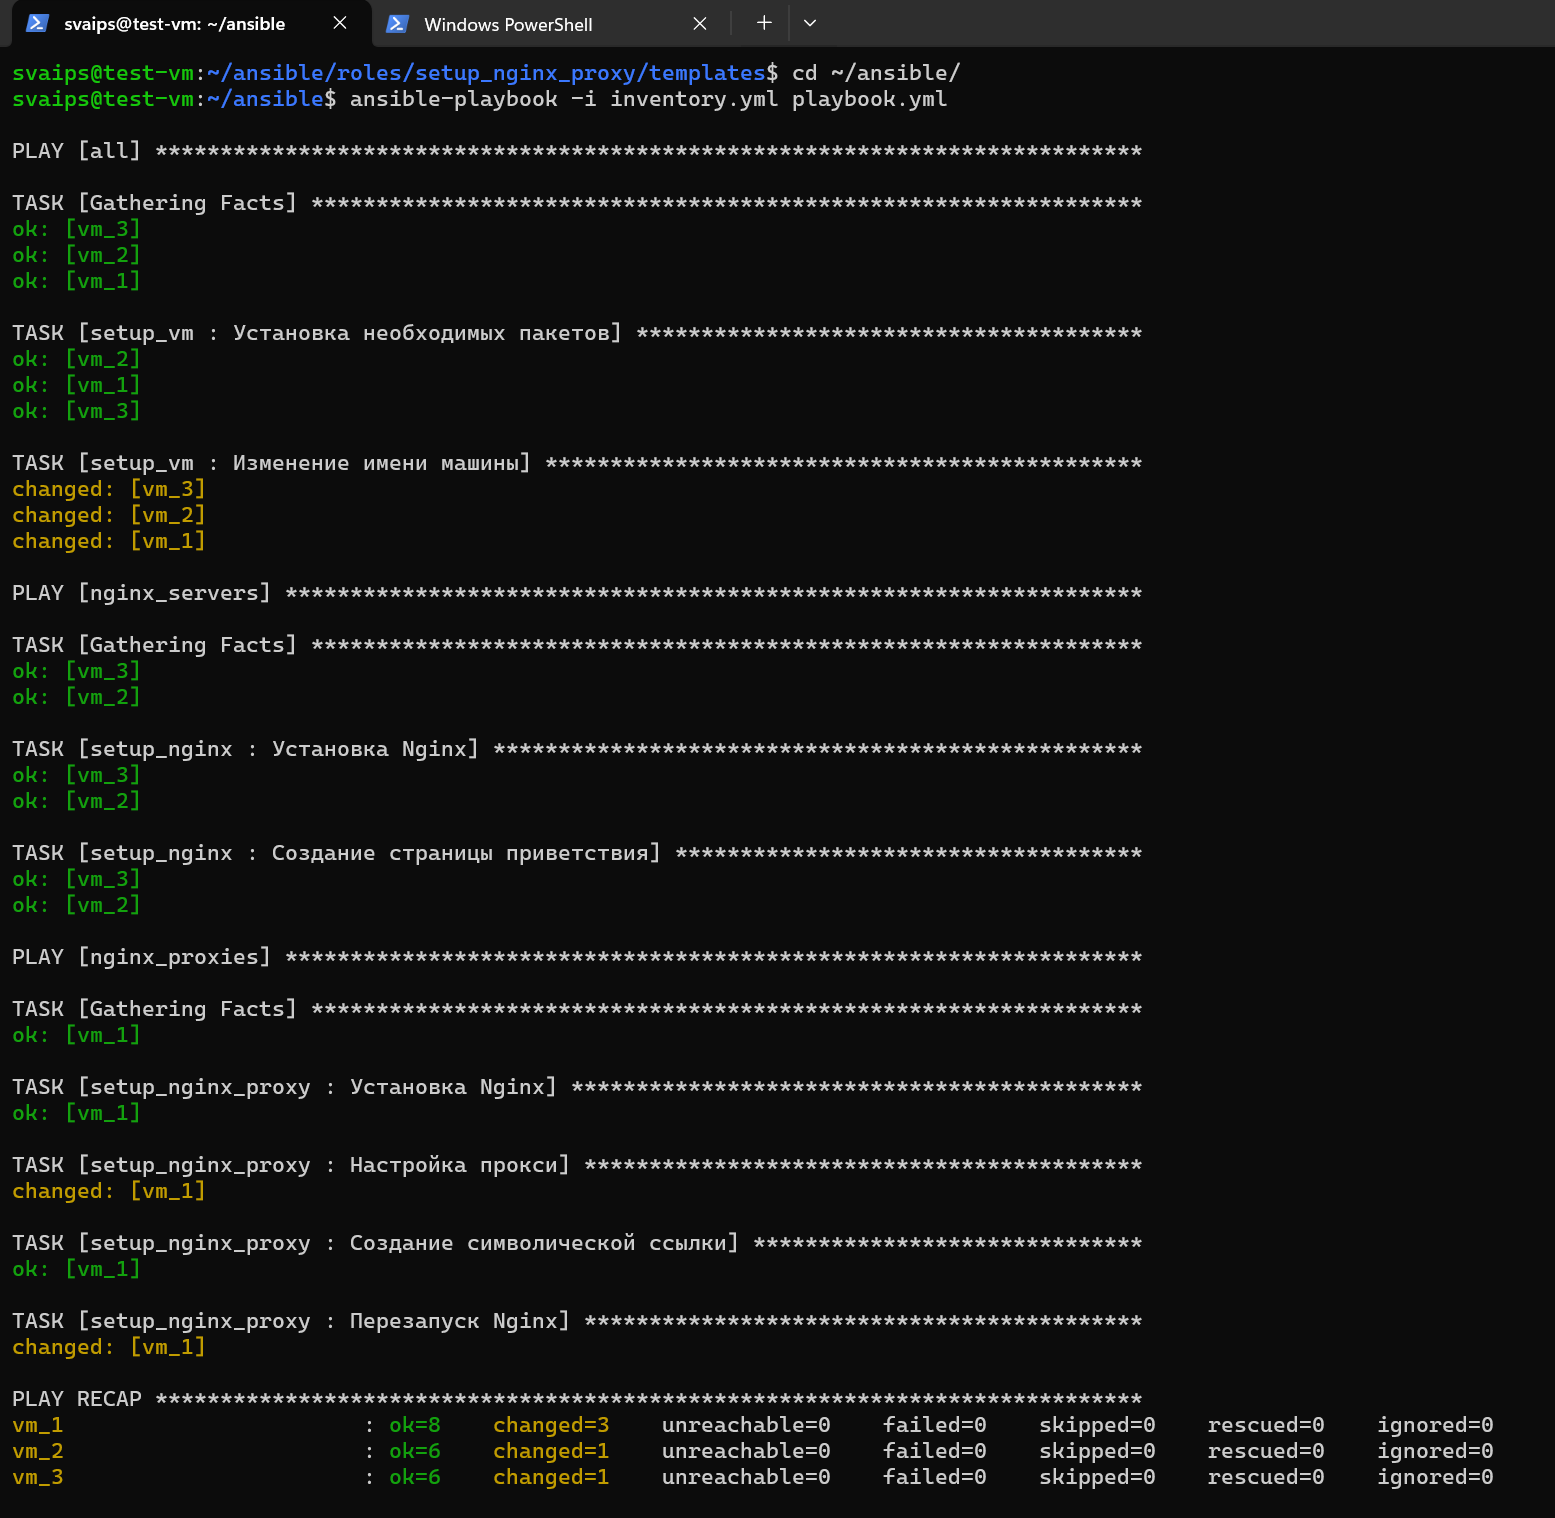 svaips@test-vm: ~/ansible
Windows PowerShell
svaips@test-vm:~/ansible/roles/setup_nginx_proxy/templates$ cd ~/ansible/
svaips@test-vm:~/ansible$ ansible-playbook -i inventory.yml playbook.yml
PLAY [all] ****************************************************************************
TASK [Gathering Facts] ****************************************************************
ok: [vm_3]
ok: [vm_2]
ok: [vm_1]
TASK [setup_vm : Установка необходимых пакетов] ***************************************
ok: [vm_2]
ok: [vm_1]
ok: [vm_3]
TASK [setup_vm : Изменение имени машины] **********************************************
changed: [vm_3]
changed: [vm_2]
changed: [vm_1]
PLAY [nginx_servers] ******************************************************************
TASK [Gathering Facts] ****************************************************************
ok: [vm_3]
ok: [vm_2]
TASK [setup_nginx : Установка Nginx] **************************************************
ok: [vm_3]
ok: [vm_2]
TASK [setup_nginx : Создание страницы приветствия] ************************************
ok: [vm_3]
ok: [vm_2]
PLAY [nginx_proxies] ******************************************************************
TASK [Gathering Facts] ****************************************************************
ok: [vm_1]
TASK [setup_nginx_proxy : Установка Nginx] ********************************************
ok: [vm_1]
TASK [setup_nginx_proxy : Настройка прокси] *******************************************
changed: [vm_1]
TASK [setup_nginx_proxy : Создание символической ссылки] ******************************
ok: [vm_1]
TASK [setup_nginx_proxy : Перезапуск Nginx] *******************************************
changed: [vm_1]
PLAY RECAP ****************************************************************************
vm_1 : ok=8 changed=3 unreachable=0 failed=0 skipped=0 rescued=0 ignored=0
vm_2 : ok=6 changed=1 unreachable=0 failed=0 skipped=0 rescued=0 ignored=0
vm_3 : ok=6 changed=1 unreachable=0 failed=0 skipped=0 rescued=0 ignored=0